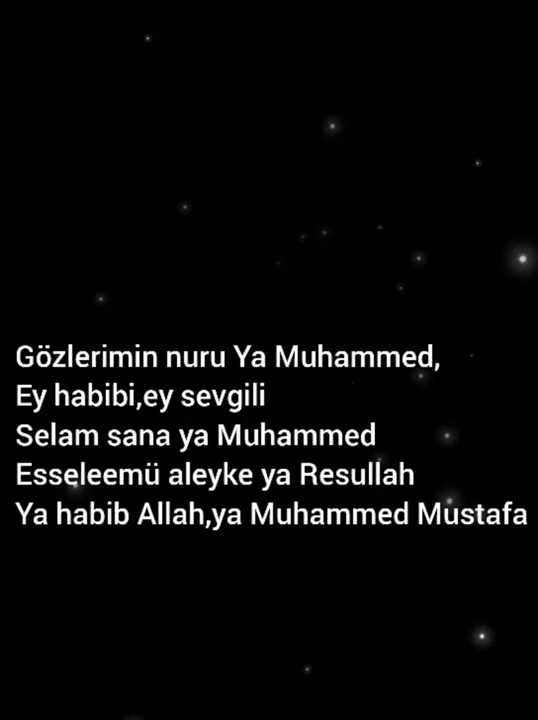 Gözlerimin nuru Ya Muhammed,
Ey habibi,ey sevgili
Selam sana ya Muhammed
Esseleemü aleyke ya Resullah
Ya habib Allah,ya Muhammed Mustafa